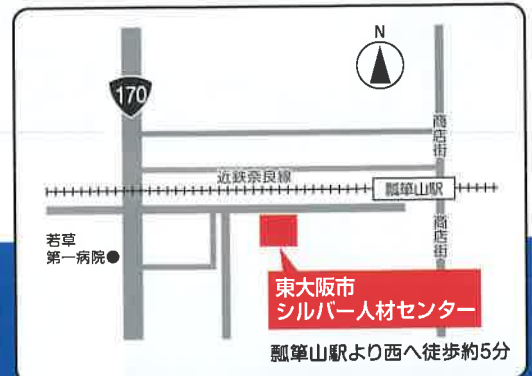 N
170
商店街
近鉄奈良線
瓢箪山駅
若草
第一病院●
商店街
東大阪市
シルバー人材センター
瓢箪山駅より西へ徒歩約5分